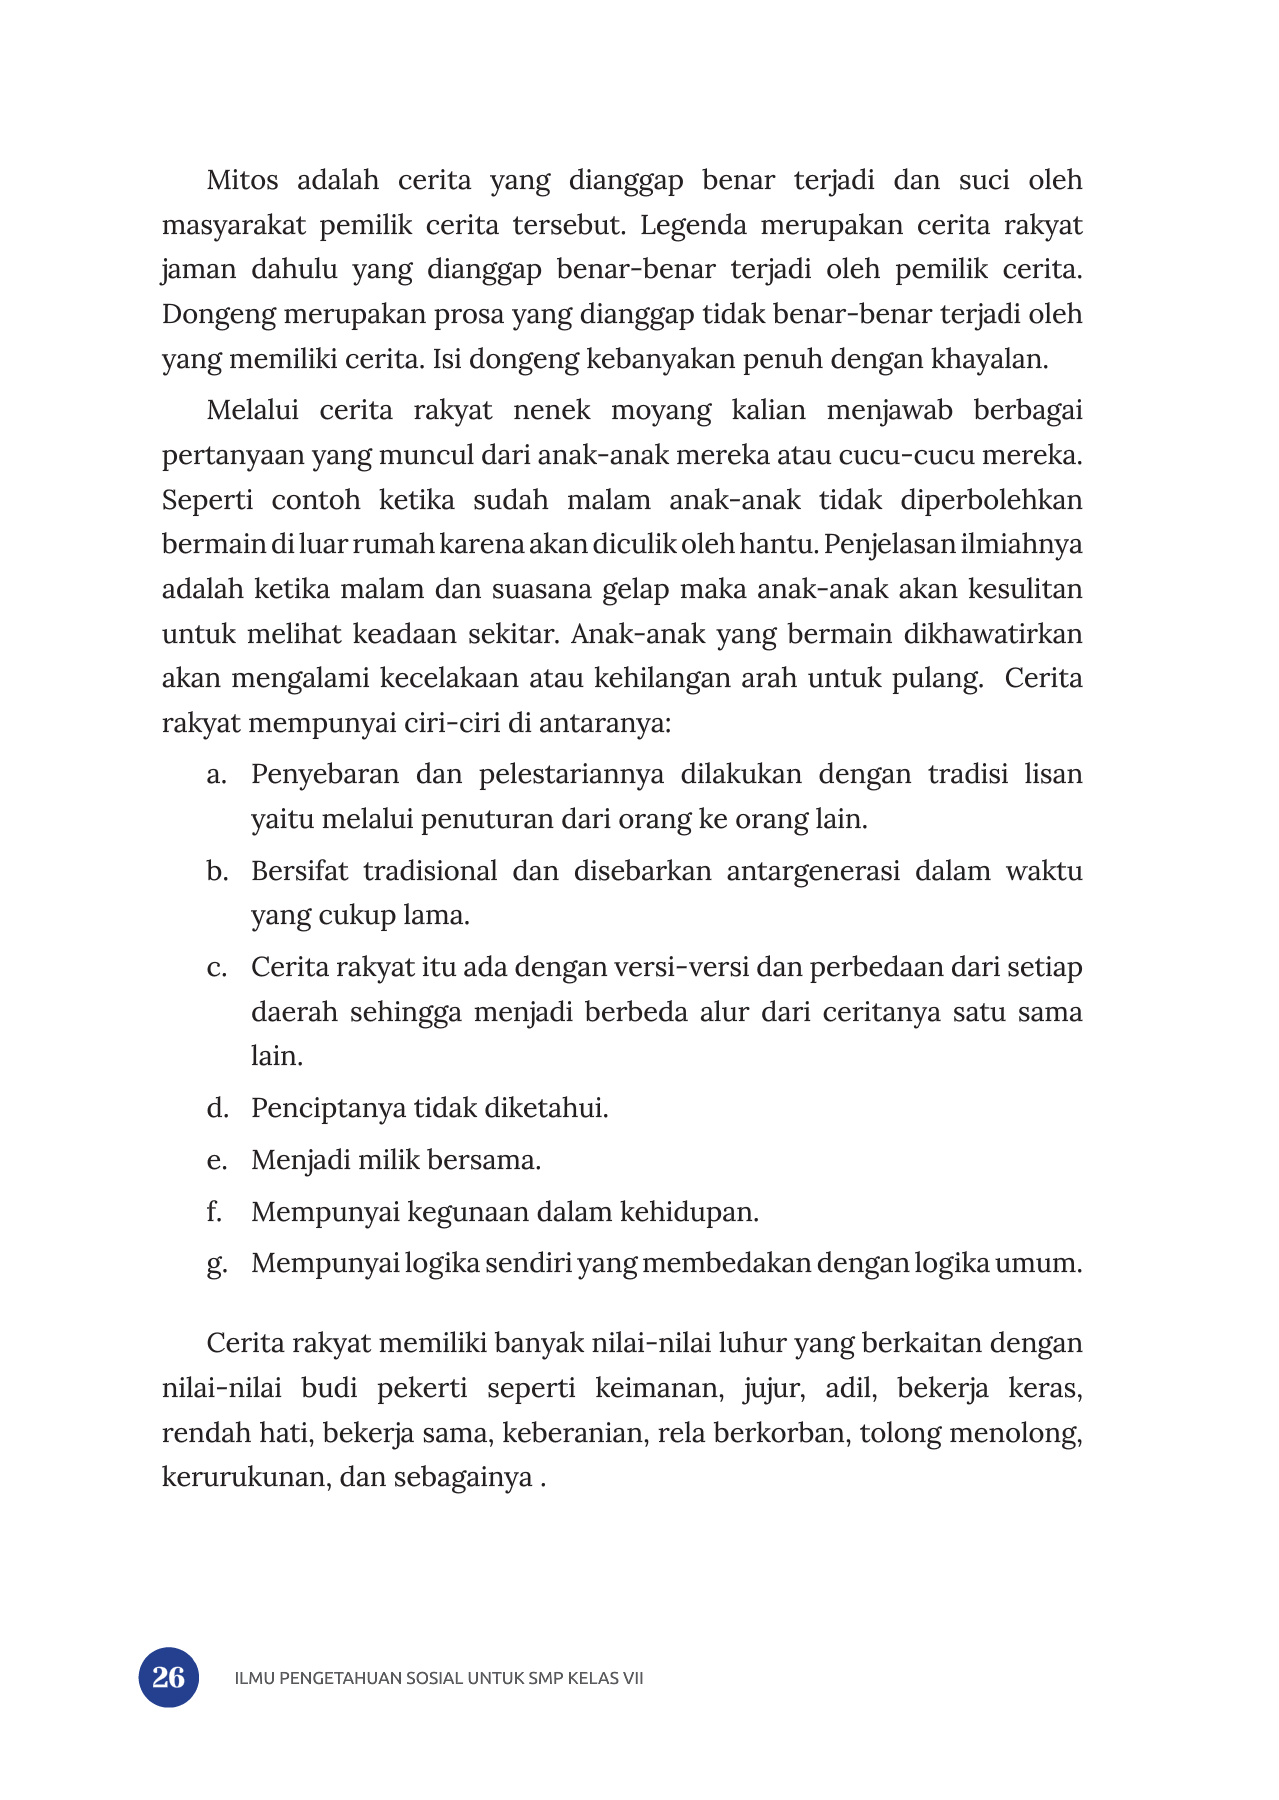 Mitos adalah cerita yang dianggap benar terjadi dan suci oleh
masyarakat pemilik cerita tersebut. Legenda merupakan cerita rakyat
jaman dahulu yang dianggap benar-benar terjadi oleh pemilik cerita.
Dongeng merupakan prosa yang dianggap tidak benar-benar terjadi oleh
yang memiliki cerita. Isi dongeng kebanyakan penuh dengan khayalan.
Melalui cerita rakyat nenek moyang kalian menjawab berbagai
pertanyaan yang muncul dari anak-anak mereka atau cucu-cucu mereka.
Seperti contoh ketika sudah malam anak-anak tidak diperbolehkan
bermain di luar rumah karena akan diculik oleh hantu. Penjelasan ilmiahnya
adalah ketika malam dan suasana gelap maka anak-anak akan kesulitan
untuk melihat keadaan sekitar. Anak-anak yang bermain dikhawatirkan
akan mengalami kecelakaan atau kehilangan arah untuk pulang. Cerita
rakyat mempunyai ciri-ciri di antaranya:
a. Penyebaran dan pelestariannya dilakukan dengan tradisi lisan
yaitu melalui penuturan dari orang ke orang lain.
b. Bersifat tradisional dan disebarkan antargenerasi dalam waktu
yang cukup lama.
c. Cerita rakyat itu ada dengan versi-versi dan perbedaan dari setiap
daerah sehingga menjadi berbeda alur dari ceritanya satu sama
lain.
d. Penciptanya tidak diketahui.
e. Menjadi milik bersama.
f. Mempunyai kegunaan dalam kehidupan.
g. Mempunyai logika sendiri yang membedakan dengan logika umum.
Cerita rakyat memiliki banyak nilai-nilai luhur yang berkaitan dengan
nilai-nilai budi pekerti seperti keimanan, jujur, adil, bekerja keras,
rendah hati, bekerja sama, keberanian, rela berkorban, tolong menolong,
kerurukunan, dan sebagainya .
26 ILMU PENGETAHUAN SOSIAL UNTUK SMP KELAS VII